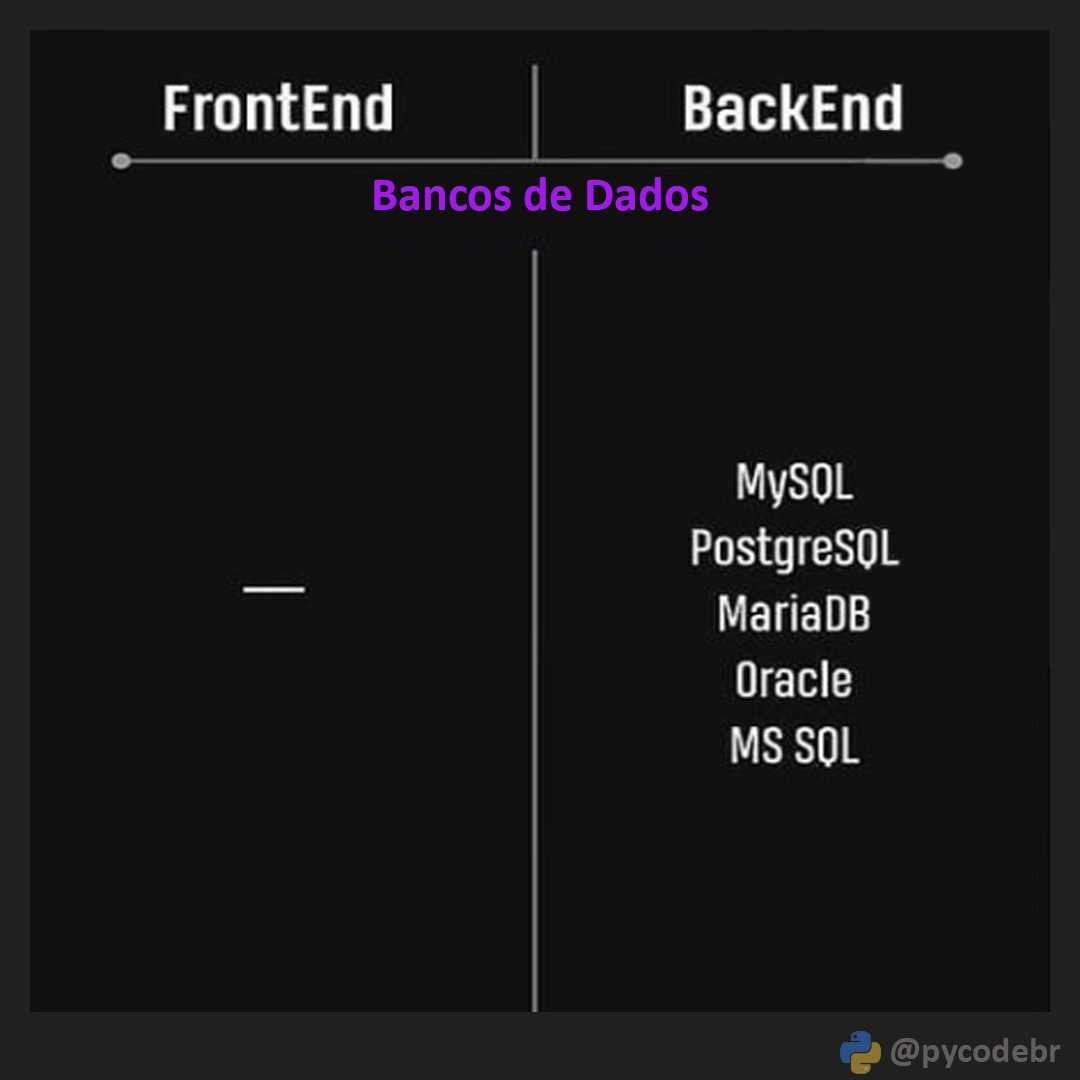 FrontEnd
BackEnd
Bancos de Dados
—
MySQL
PostgreSQL
MariaDB
Oracle
MS SQL
@pycodebr